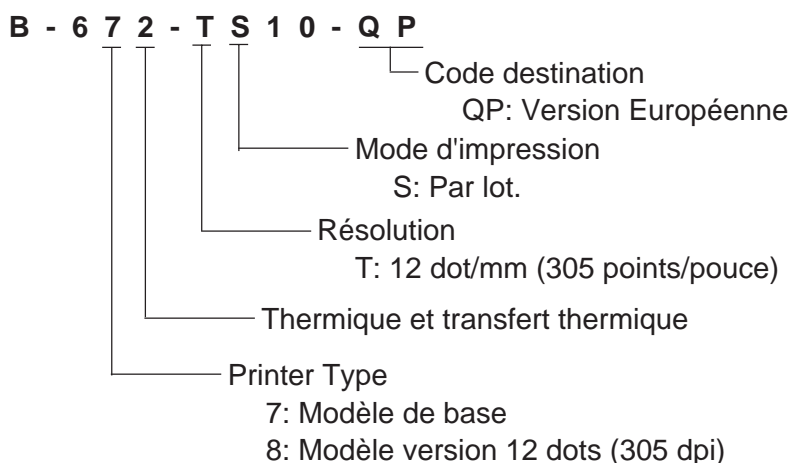 B - 6 7 2 - T S 1 0 - Q P
Code destination
QP: Version Européenne
Mode d'impression
S: Par lot.
Résolution
T: 12 dot/mm (305 points/pouce)
Thermique et transfert thermique
Printer Type
7: Modèle de base
8: Modèle version 12 dots (305 dpi)